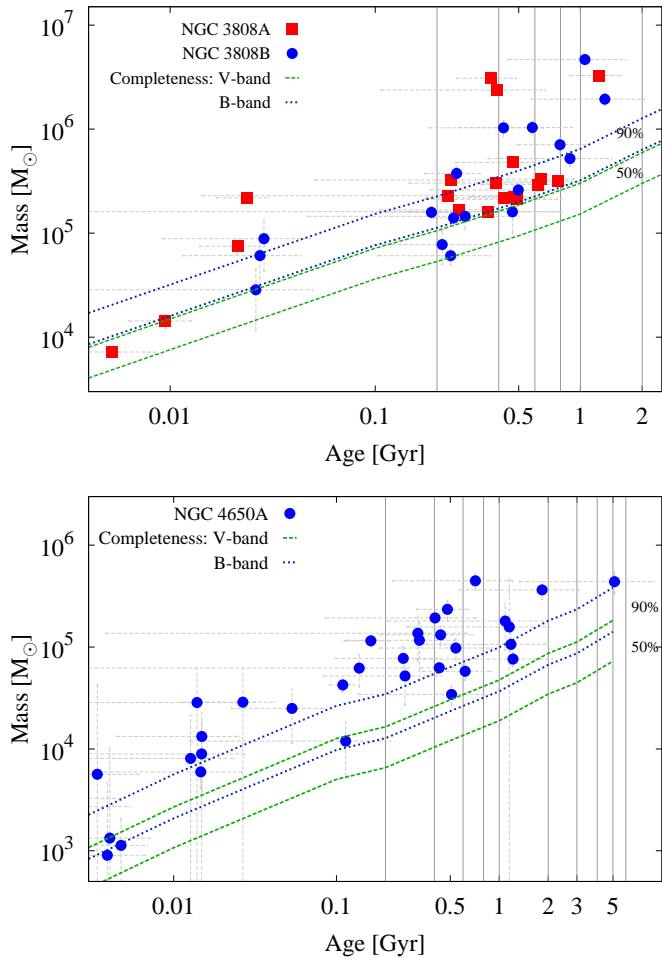 NGC 3808A
NGC 3808B
Completeness: V-band
B-band
10^7
10^6
10^5
10^4
Mass [M_⊙]
90%
50%
0.01 0.1 0.5 1 2
Age [Gyr]
NGC 4650A
Completeness: V-band
B-band
10^6
10^5
10^4
10^3
Mass [M_⊙]
90%
50%
0.01 0.1 0.5 1 2 3 5
Age [Gyr]